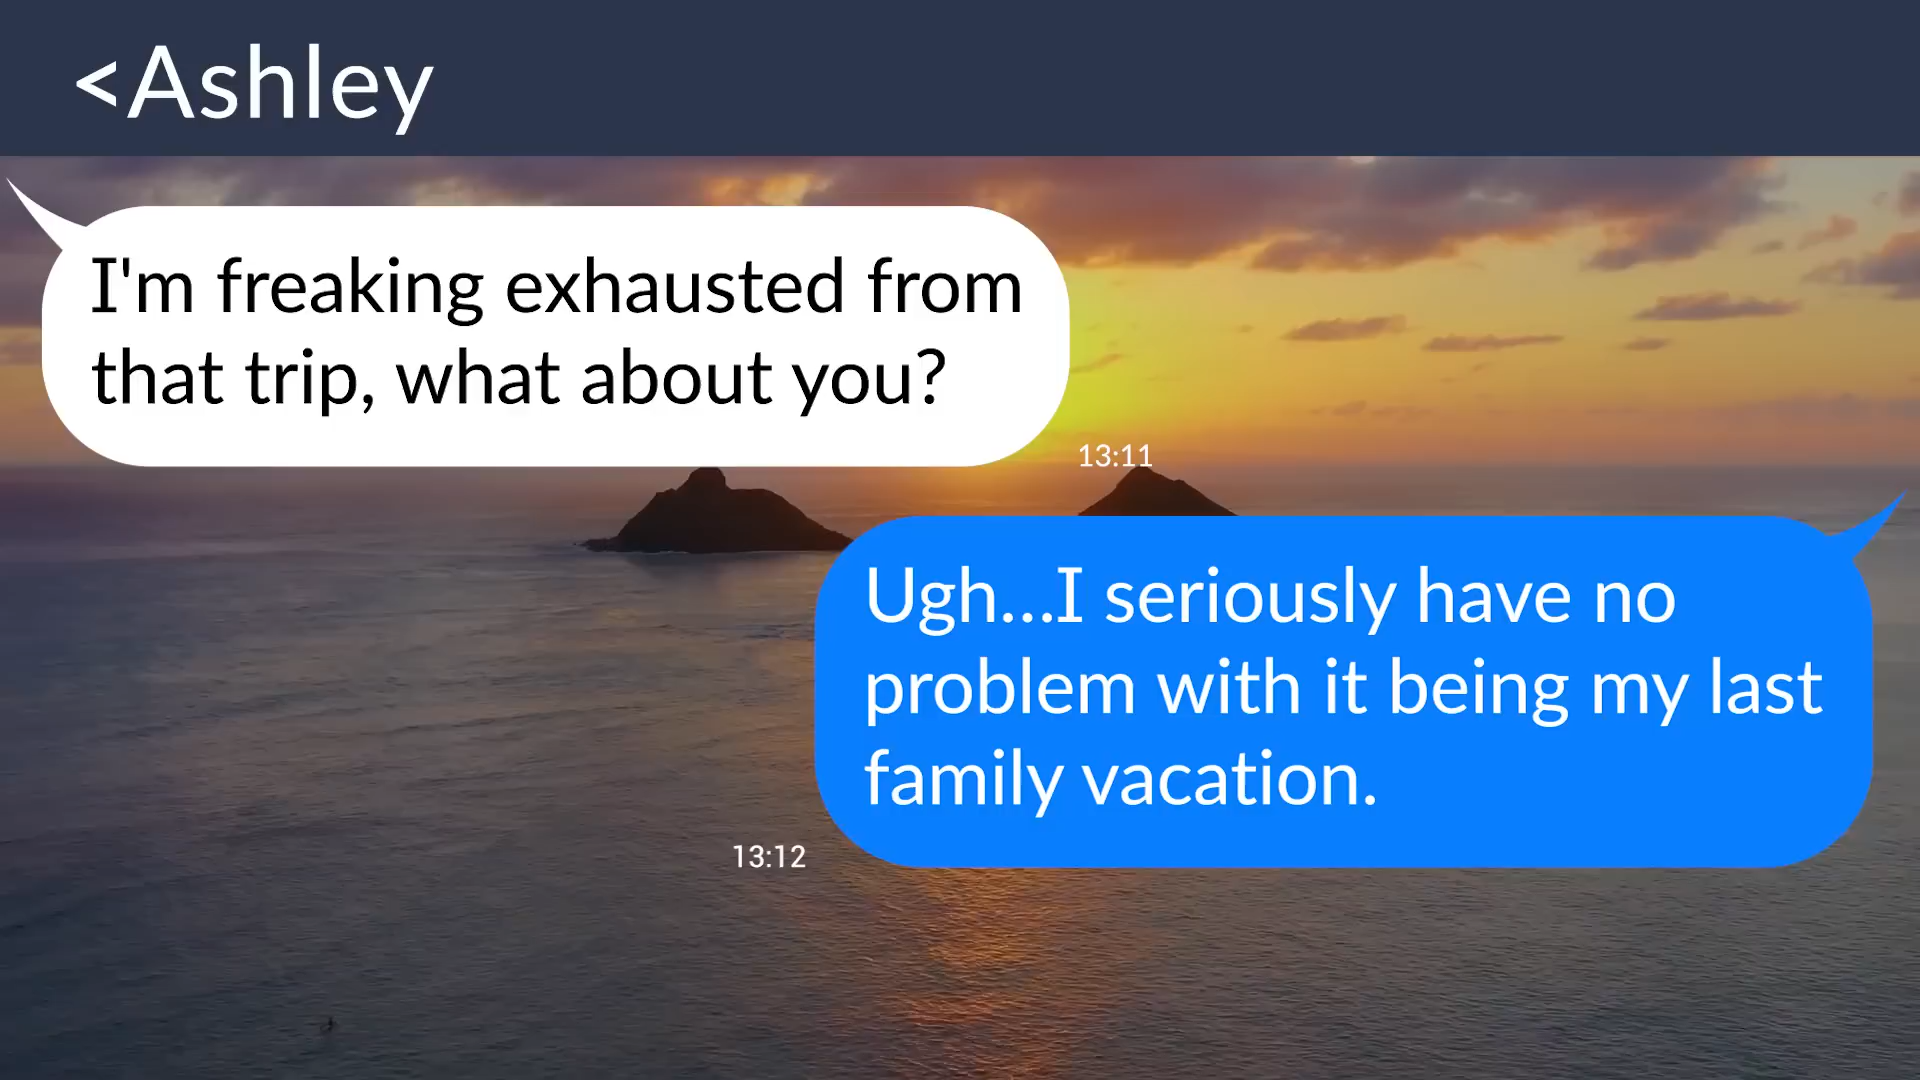 <Ashley
I'm freaking exhausted from
that trip, what about you?
13:11
Ugh...I seriously have no
problem with it being my last
family vacation.
13:12